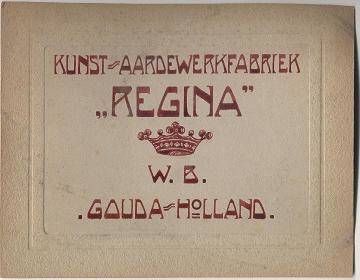 KUNST=AARDEWERKFABRIEK
„REGINA”
W. B.
. GOUDA=HOLLAND .